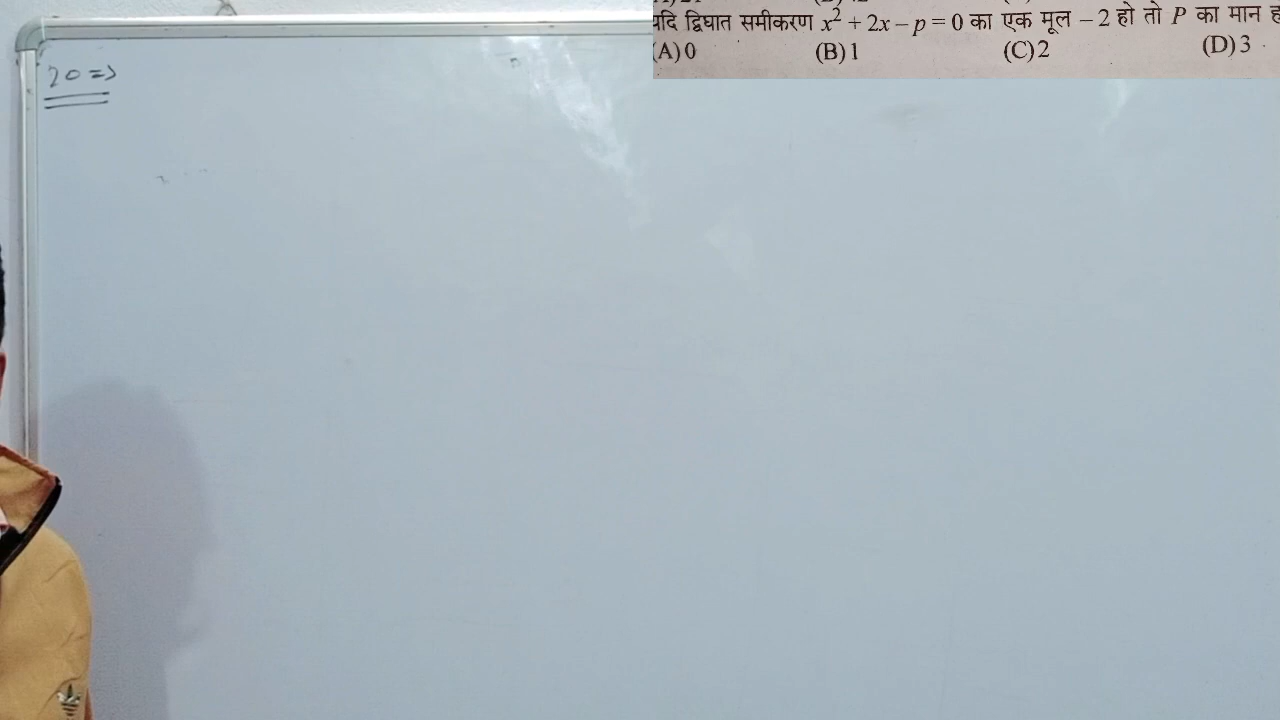 यदि द्विघात समीकरण x² + 2x – p = 0 का एक मूल – 2 हो तो P का मान
(A) 0 (B) 1 (C) 2 (D) 3
20 =>